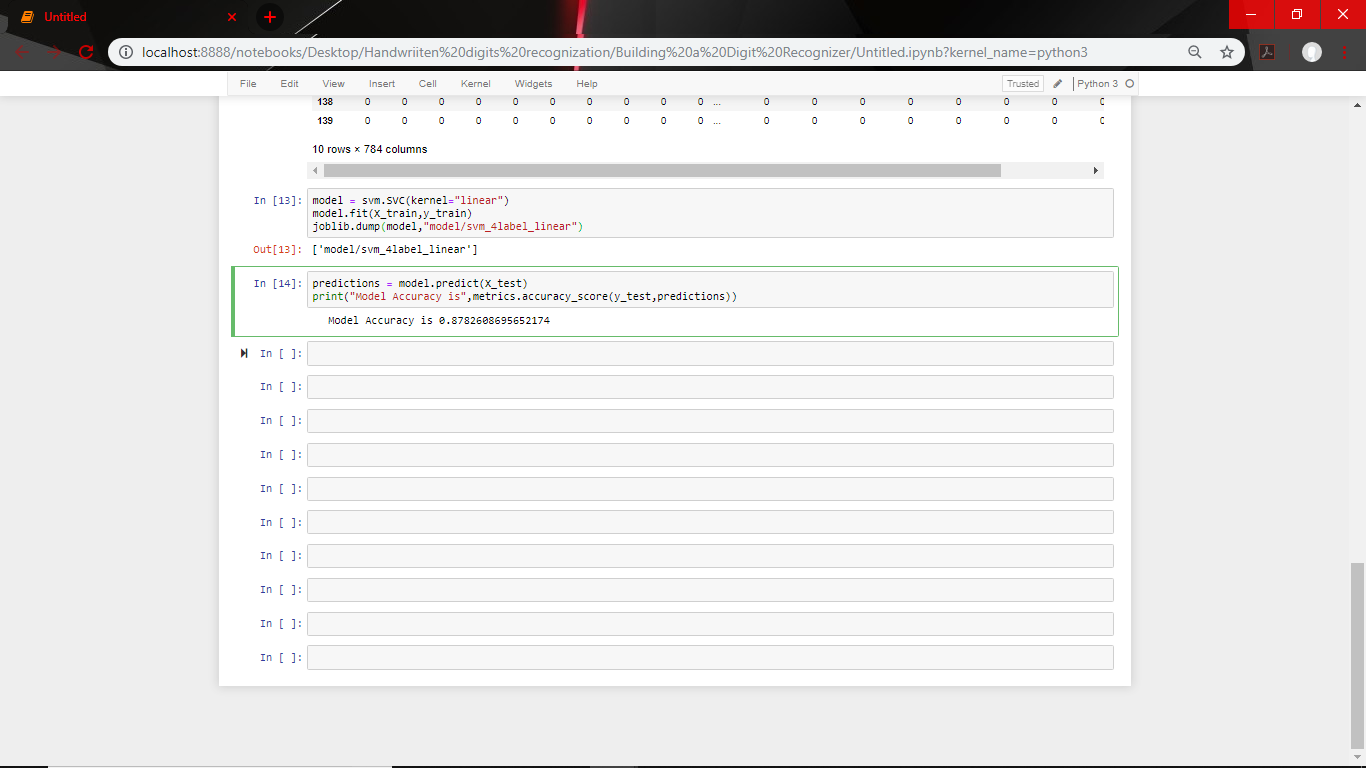 Untitled
localhost:8888/notebooks/Desktop/Handwriiten%20digits%20recognization/Building%20a%20Digit%20Recognizer/Untitled.ipynb?kernel_name=python3
File Edit View Insert Cell Kernel Widgets Help Trusted Python 3
138 0 0 0 0 0 0 0 0 0 0 ... 0 0 0 0 0 0 0 0
139 0 0 0 0 0 0 0 0 0 0 ... 0 0 0 0 0 0 0 0
10 rows × 784 columns
In [13]: model = svm.SVC(kernel="linear")
model.fit(X_train,y_train)
joblib.dump(model,"model/svm_4label_linear")
Out[13]: ['model/svm_4label_linear']
In [14]: predictions = model.predict(X_test)
print("Model Accuracy is",metrics.accuracy_score(y_test,predictions))
Model Accuracy is 0.8782608695652174
In [ ]:
In [ ]:
In [ ]:
In [ ]:
In [ ]:
In [ ]:
In [ ]:
In [ ]:
In [ ]:
In [ ]: